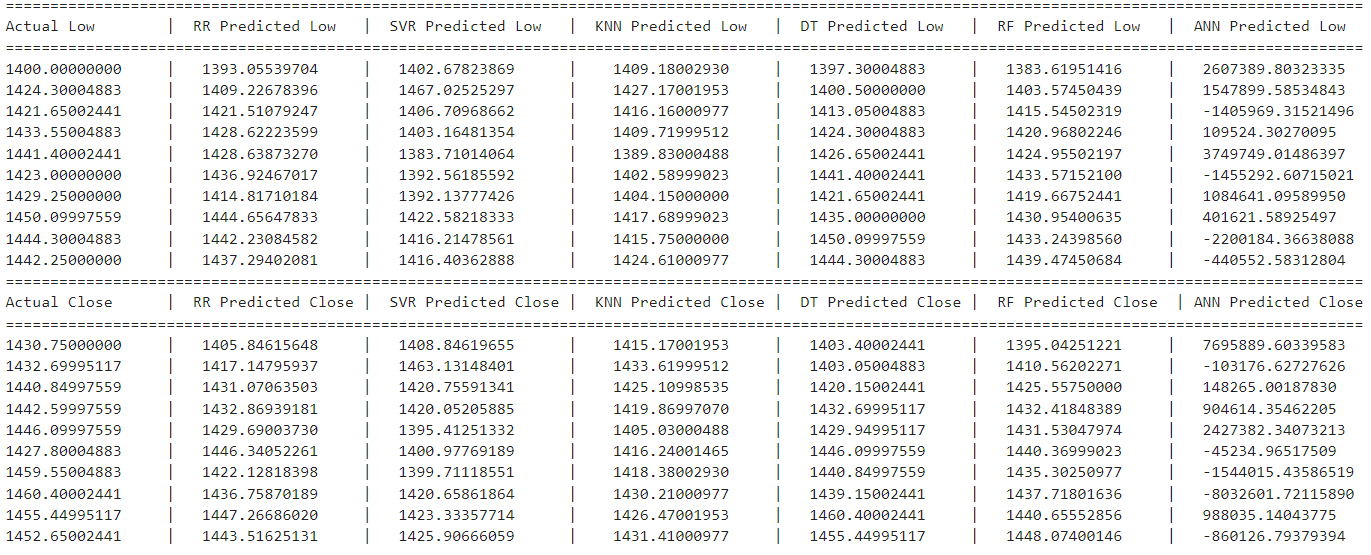 Actual Low | RR Predicted Low | SVR Predicted Low | KNN Predicted Low | DT Predicted Low | RF Predicted Low | ANN Predicted Low
1400.00000000 | 1393.05539704 | 1402.67823869 | 1409.18002930 | 1397.30004883 | 1383.61951416 | 2607389.80323335
1424.30004883 | 1409.22678396 | 1467.02525297 | 1427.17001953 | 1400.50000000 | 1403.57450439 | 1547899.58534843
1421.65002441 | 1421.51079247 | 1406.70968662 | 1416.16000977 | 1413.05004883 | 1415.54502319 | -1405969.31521496
1433.55004883 | 1428.62223599 | 1403.16481354 | 1409.71999512 | 1424.30004883 | 1420.96802246 | 109524.30270095
1441.40002441 | 1428.63873270 | 1383.71014064 | 1389.83000488 | 1426.65002441 | 1424.95502197 | 3749749.01486397
1423.00000000 | 1436.92467017 | 1392.56185592 | 1402.58999023 | 1441.40002441 | 1433.57152100 | -1455292.60715021
1429.25000000 | 1414.81710184 | 1392.13777426 | 1404.15000000 | 1421.65002441 | 1419.66752441 | 1084641.09589950
1450.09997559 | 1444.65647833 | 1422.58218333 | 1417.68999023 | 1435.00000000 | 1430.95400635 | 401621.58925497
1444.30004883 | 1442.23084582 | 1416.21478561 | 1415.75000000 | 1450.09997559 | 1433.24398560 | -2200184.36638088
1442.25000000 | 1437.29402081 | 1416.40362888 | 1424.61000977 | 1444.30004883 | 1439.47450684 | -440552.58312804
Actual Close | RR Predicted Close | SVR Predicted Close | KNN Predicted Close | DT Predicted Close | RF Predicted Close | ANN Predicted Close
1430.75000000 | 1405.84615648 | 1408.84619655 | 1415.17001953 | 1403.40002441 | 1395.04251221 | 7695889.60339583
1432.69995117 | 1417.14795937 | 1463.13148401 | 1433.61999512 | 1403.05004883 | 1410.56202271 | -103176.62727626
1440.84997559 | 1431.07063503 | 1420.75591341 | 1425.10998535 | 1420.15002441 | 1425.55750000 | 148265.00187830
1442.59997559 | 1432.86939181 | 1420.05205885 | 1419.86997070 | 1432.69995117 | 1432.41848389 | 904614.35462205
1446.09997559 | 1429.69003730 | 1395.41251332 | 1405.03000488 | 1429.94995117 | 1431.53047974 | 2427382.34073213
1427.80004883 | 1446.34052261 | 1400.97769189 | 1416.24001465 | 1446.09997559 | 1440.36999023 | -45234.96517509
1459.55004883 | 1422.12818398 | 1399.71118551 | 1418.38002930 | 1440.84997559 | 1435.30250977 | -1544015.43586519
1460.40002441 | 1436.75870189 | 1420.65861864 | 1430.21000977 | 1439.15002441 | 1437.71801636 | -8032601.72115890
1455.44995117 | 1447.26686020 | 1423.33357714 | 1426.47001953 | 1460.40002441 | 1440.65552856 | 988035.14043775
1452.65002441 | 1443.51625131 | 1425.90666059 | 1431.41000977 | 1455.44995117 | 1448.07400146 | -860126.79379394